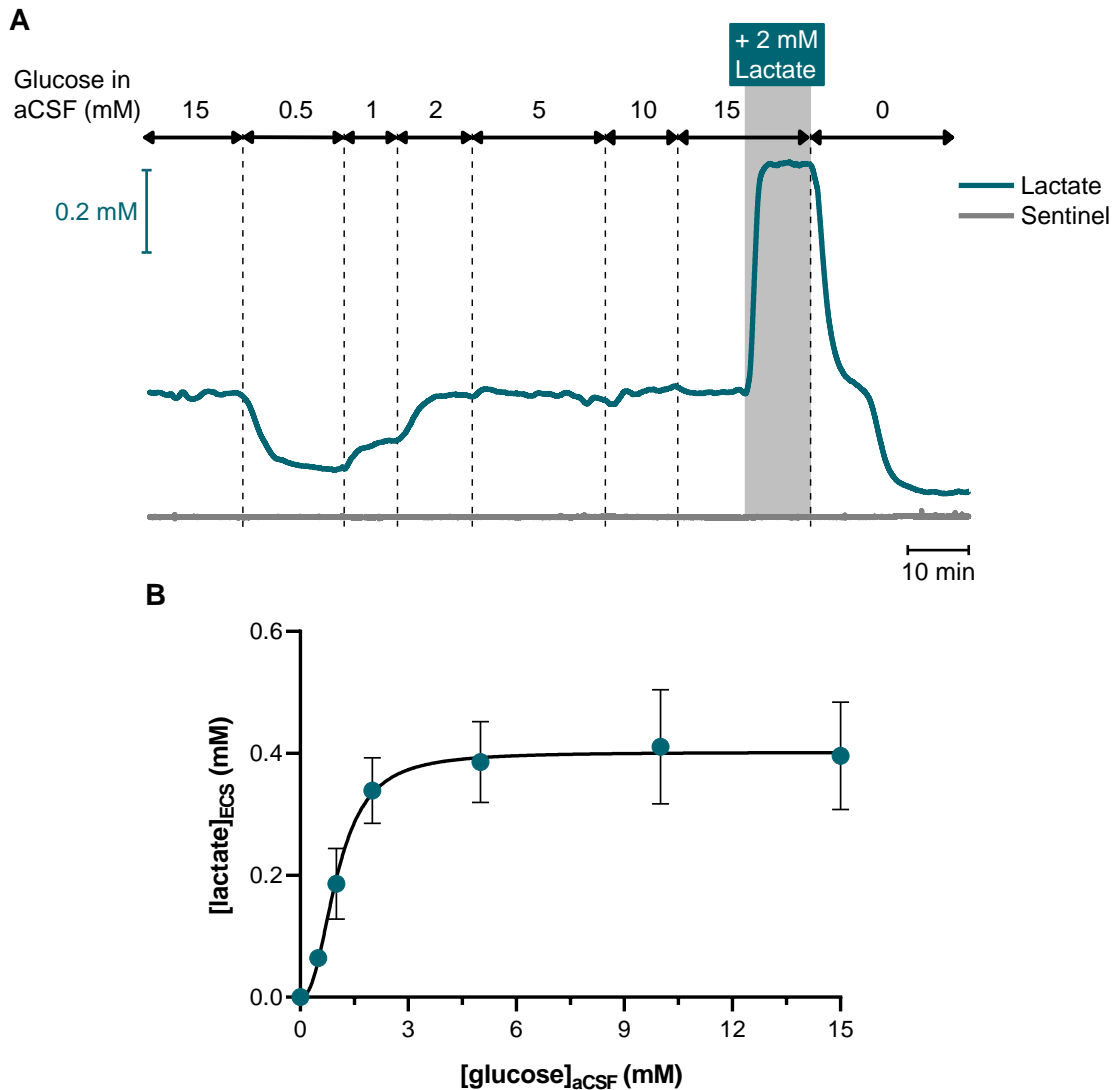 A
+ 2 mM
Lactate
Glucose in
aCSF (mM)
15 0.5 1 2 5 10 15 0
0.2 mM
Lactate
Sentinel
10 min
B
0.6
0.4
0.2
0.0
[lactate]ECS (mM)
0 3 6 9 12 15
[glucose]aCSF (mM)